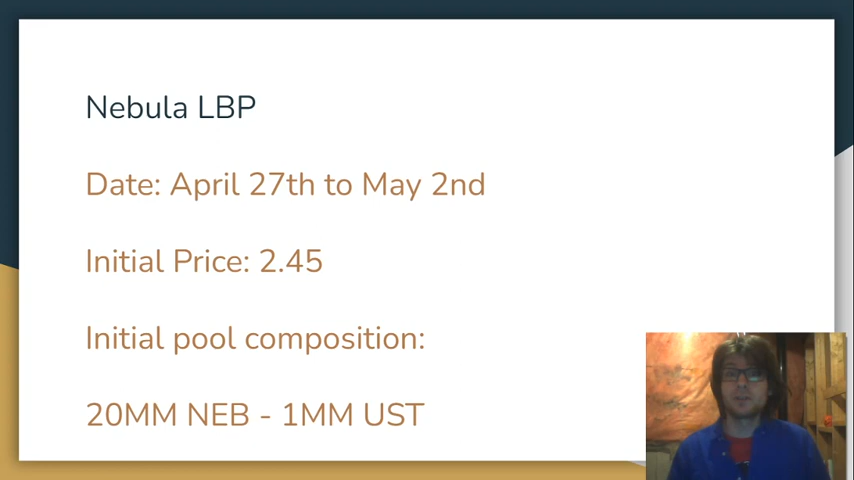 Nebula LBP
Date: April 27th to May 2nd
Initial Price: 2.45
Initial pool composition:
20MM NEB - 1MM UST